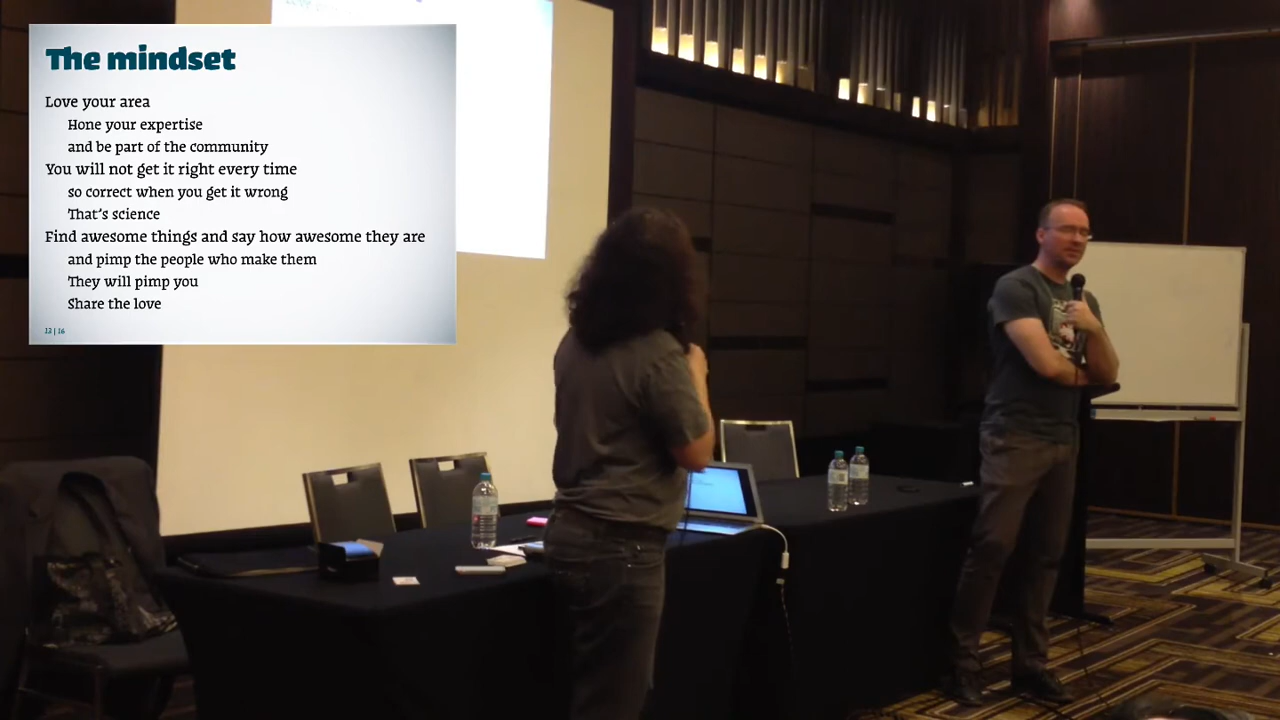 The mindset
Love your area
Hone your expertise
and be part of the community
You will not get it right every time
so correct when you get it wrong
That's science
Find awesome things and say how awesome they are
and pimp the people who make them
They will pimp you
Share the love
12 | 16